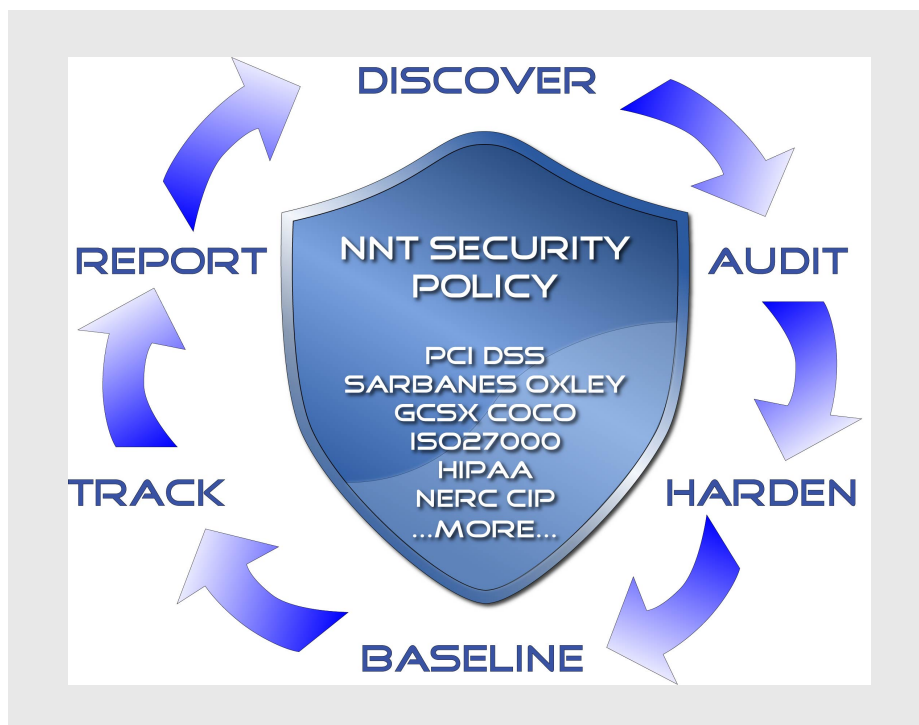 DISCOVER
REPORT
AUDIT
NNT SECURITY
POLICY
PCI DSS
SARBANES OXLEY
GCSX COCO
ISO27000
HIPAA
NERC CIP
...MORE...
TRACK
HARDEN
BASELINE